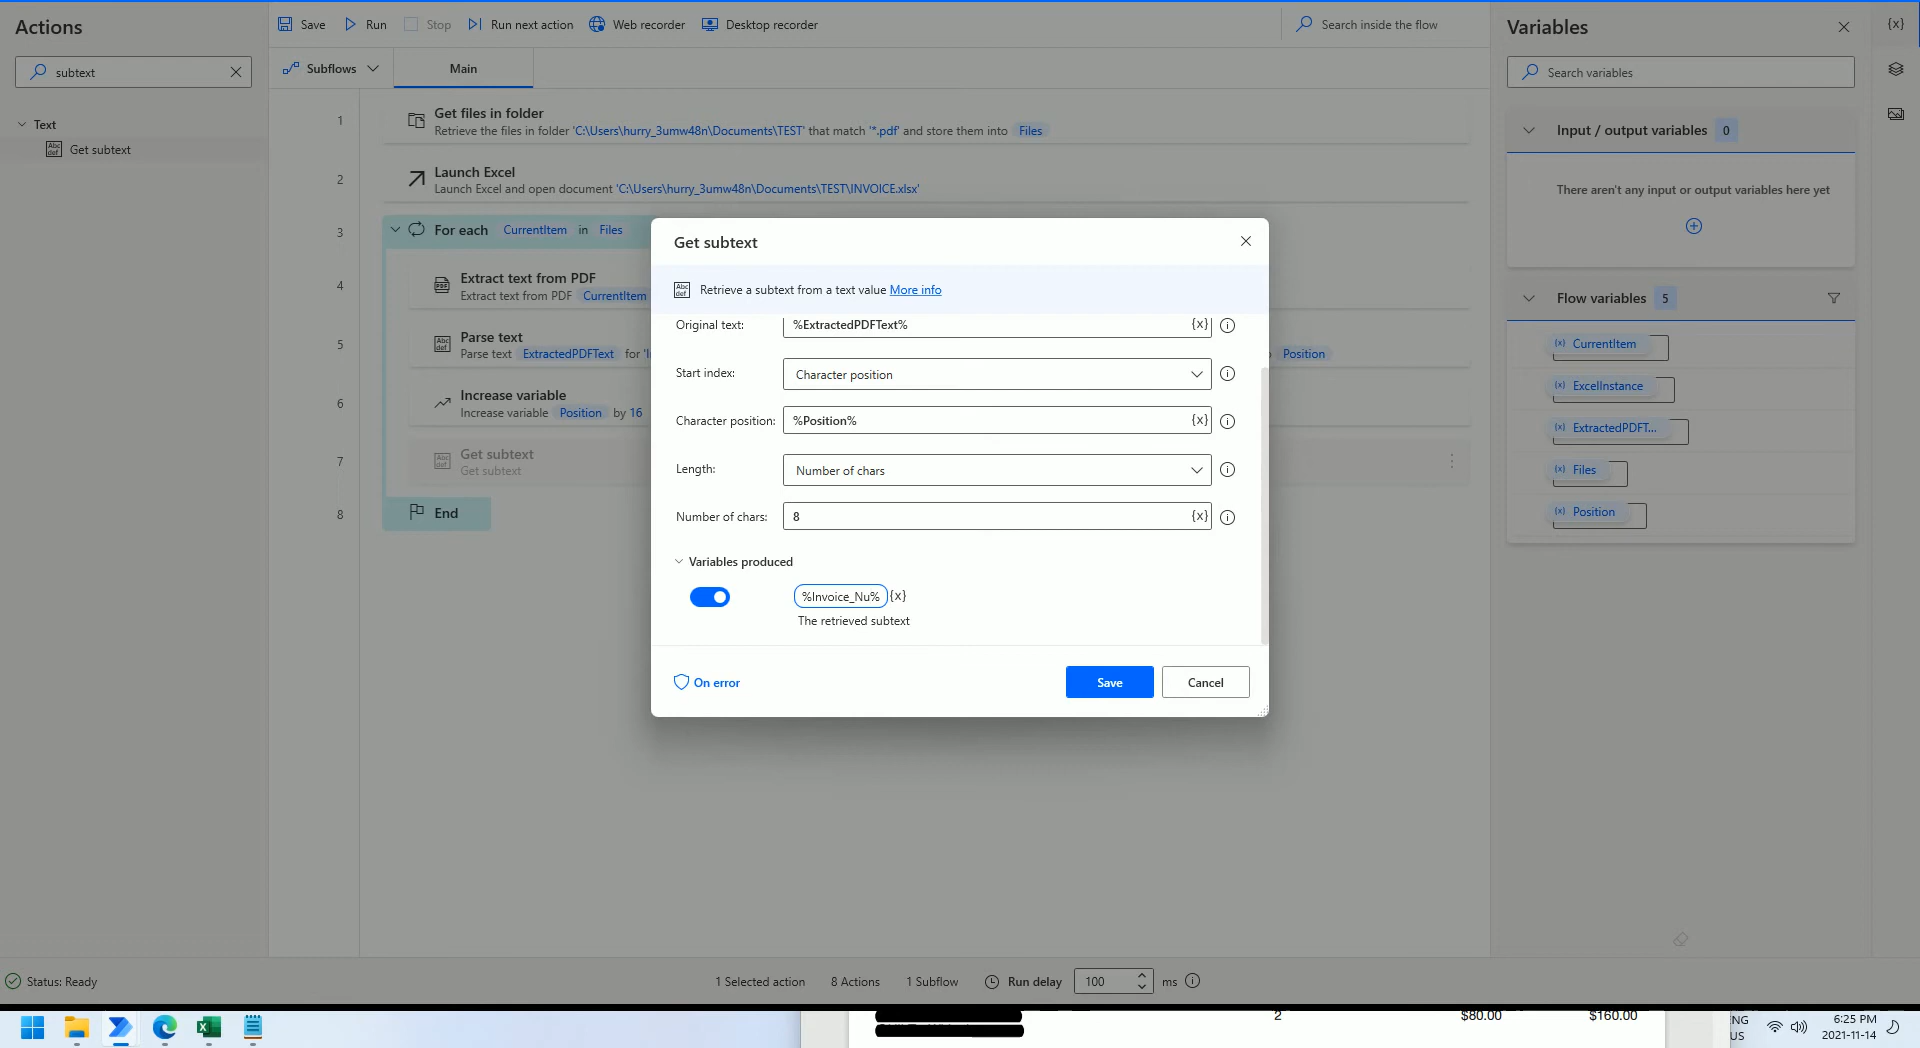 Actions
subtext
Text
Get subtext
Save
Run
Stop
Run next action
Web recorder
Desktop recorder
Search inside the flow
Subflows
Main
1
Get files in folder
Retrieve the files in folder 'C:\Users\hurry_3umw48n\Documents\TEST' that match '*.pdf' and store them into Files
2
Launch Excel
Launch Excel and open document 'C:\Users\hurry_3umw48n\Documents\TEST\INVOICE.xlsx'
3
For each CurrentItem in Files
4
Extract text from PDF
Extract text from PDF CurrentItem
5
Parse text
Parse text ExtractedPDFText for
Position
6
Increase variable
Increase variable Position by 16
7
Get subtext
Get subtext
8
End
Get subtext
Abc def
Retrieve a subtext from a text value More info
Original text: %ExtractedPDFText% {x}
Start index: Character position
Character position: %Position% {x}
Length: Number of chars
Number of chars: 8 {x}
Variables produced
%Invoice_Nu% {x}
The retrieved subtext
On error
Save
Cancel
Variables
{x}
Search variables
Input / output variables 0
There aren't any input or output variables here yet
Flow variables 5
(x) CurrentItem
(x) ExcelInstance
(x) ExtractedPDFT...
(x) Files
(x) Position
Status: Ready
1 Selected action
8 Actions
1 Subflow
Run delay
100
ms
2
$80.00
$160.00
ENG
US
6:25 PM
2021-11-14